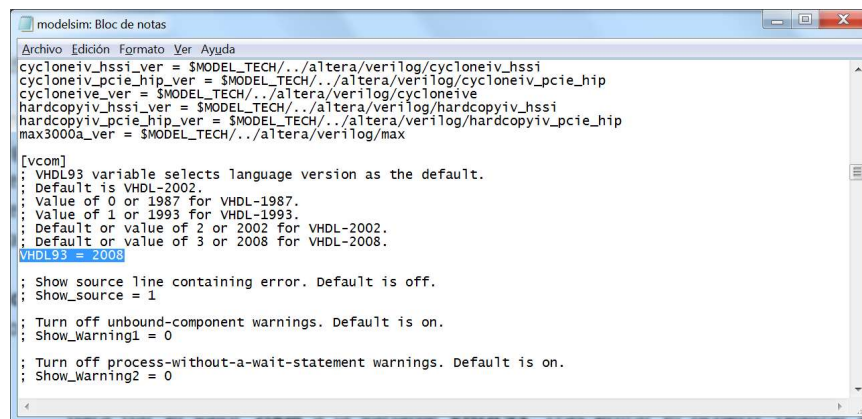 modelsim: Bloc de notas
Archivo Edición Formato Ver Ayuda
cycloneiv_hssi_ver = $MODEL_TECH/../altera/verilog/cycloneiv_hssi
cycloneiv_pcie_hip_ver = $MODEL_TECH/../altera/verilog/cycloneiv_pcie_hip
cycloneive_ver = $MODEL_TECH/../altera/verilog/cycloneive
hardcopyiv_hssi_ver = $MODEL_TECH/../altera/verilog/hardcopyiv_hssi
hardcopyiv_pcie_hip_ver = $MODEL_TECH/../altera/verilog/hardcopyiv_pcie_hip
max3000a_ver = $MODEL_TECH/../altera/verilog/max
[vcom]
; VHDL93 variable selects language version as the default.
; Default is VHDL-2002.
; Value of 0 or 1987 for VHDL-1987.
; Value of 1 or 1993 for VHDL-1993.
; Default or value of 2 or 2002 for VHDL-2002.
; Default or value of 3 or 2008 for VHDL-2008.
VHDL93 = 2008
; Show source line containing error. Default is off.
; Show_source = 1
; Turn off unbound-component warnings. Default is on.
; Show_Warning1 = 0
; Turn off process-without-a-wait-statement warnings. Default is on.
; Show_Warning2 = 0